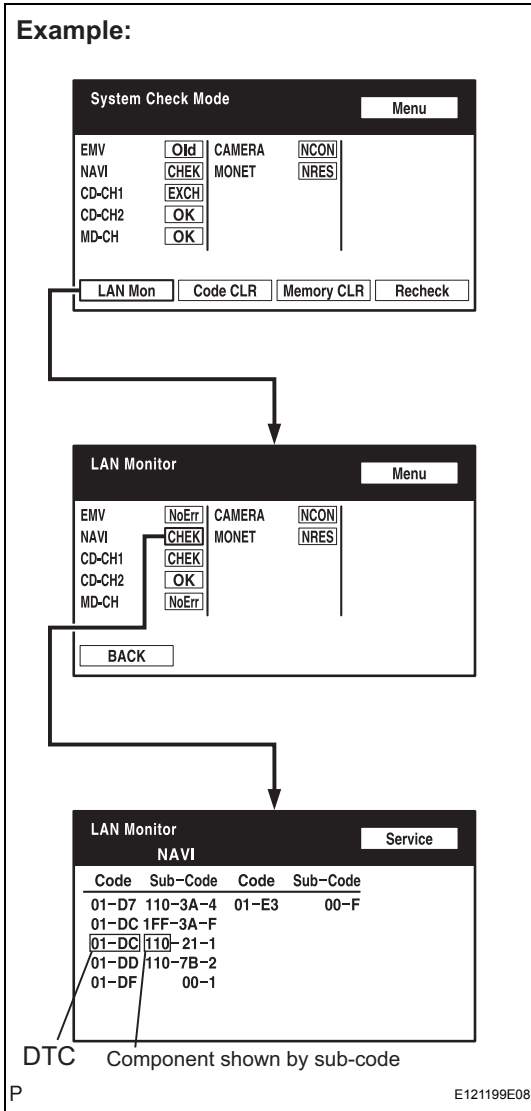 Example:
System Check Mode
Menu
EMV Old CAMERA NCON
NAVI CHEK MONET NRES
CD-CH1 EXCH
CD-CH2 OK
MD-CH OK
LAN Mon Code CLR Memory CLR Recheck
LAN Monitor
Menu
EMV NoErr CAMERA NCON
NAVI CHEK MONET NRES
CD-CH1 CHEK
CD-CH2 OK
MD-CH NoErr
BACK
LAN Monitor
Service
NAVI
Code Sub-Code Code Sub-Code
01-D7 110-3A-4 01-E3 00-F
01-DC 1FF-3A-F
01-DC 110-21-1
01-DD 110-7B-2
01-DF 00-1
DTC Component shown by sub-code
P E121199E08